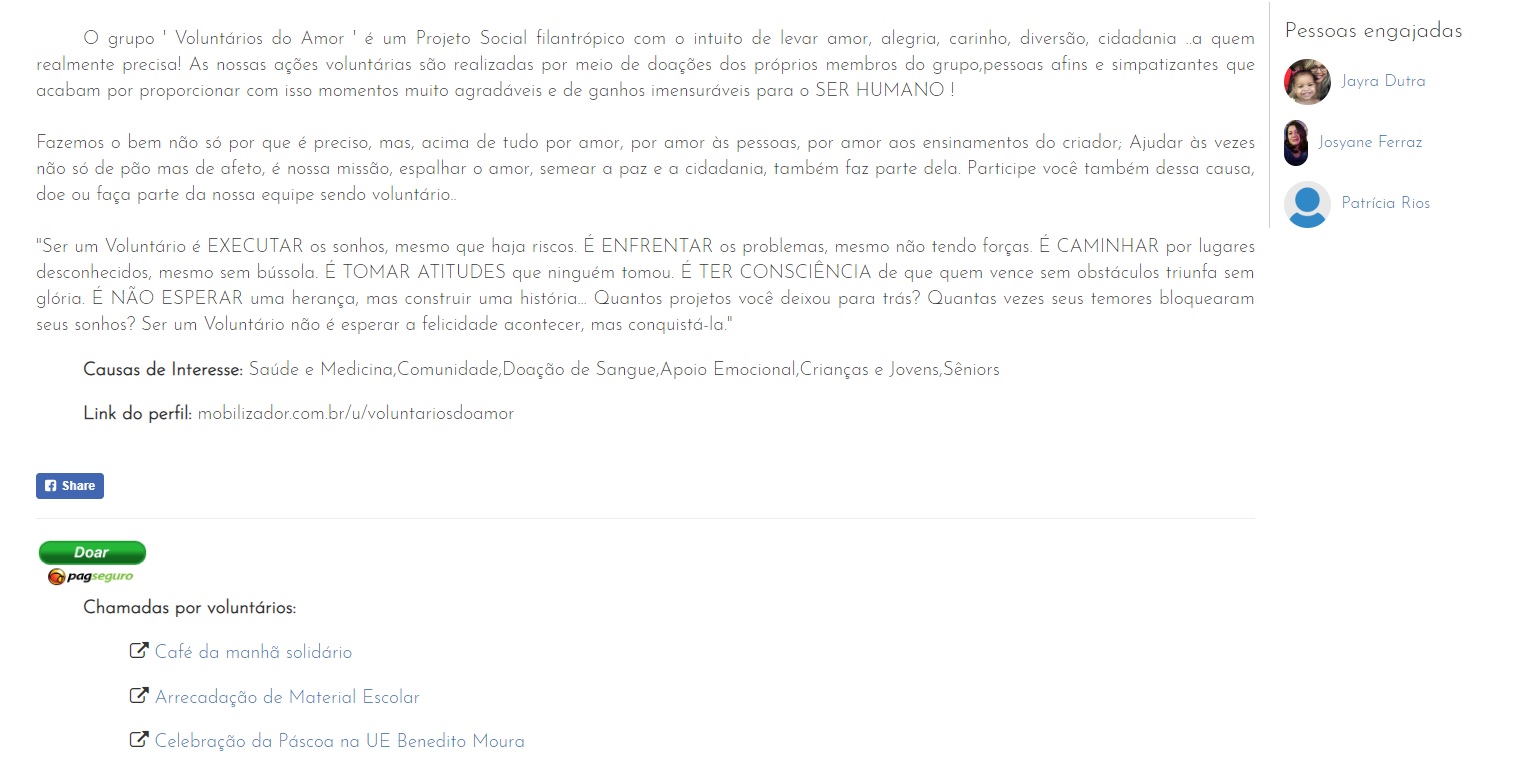 O grupo ' Voluntários do Amor ' é um Projeto Social filantrópico com o intuito de levar amor, alegria, carinho, diversão, cidadania ..a quem
realmente precisa! As nossas ações voluntárias são realizadas por meio de doações dos próprios membros do grupo,pessoas afins e simpatizantes que
acabam por proporcionar com isso momentos muito agradáveis e de ganhos imensuráveis para o SER HUMANO !
Fazemos o bem não só por que é preciso, mas, acima de tudo por amor, por amor às pessoas, por amor aos ensinamentos do criador; Ajudar às vezes
não só de pão mas de afeto, é nossa missão, espalhar o amor, semear a paz e a cidadania, também faz parte dela. Participe você também dessa causa,
doe ou faça parte da nossa equipe sendo voluntário..
"Ser um Voluntário é EXECUTAR os sonhos, mesmo que haja riscos. É ENFRENTAR os problemas, mesmo não tendo forças. É CAMINHAR por lugares
desconhecidos, mesmo sem bússola. É TOMAR ATITUDES que ninguém tomou. É TER CONSCIÊNCIA de que quem vence sem obstáculos triunfa sem
glória. É NÃO ESPERAR uma herança, mas construir uma história... Quantos projetos você deixou para trás? Quantas vezes seus temores bloquearam
seus sonhos? Ser um Voluntário não é esperar a felicidade acontecer, mas conquistá-la."
Causas de Interesse: Saúde e Medicina,Comunidade,Doação de Sangue,Apoio Emocional,Crianças e Jovens,Sêniors
Link do perfil: mobilizador.com.br/u/voluntariosdoamor
Share
Doar
pagseguro
Chamadas por voluntários:
Café da manhã solidário
Arrecadação de Material Escolar
Celebração da Páscoa na UE Benedito Moura
Pessoas engajadas
Jayra Dutra
Josyane Ferraz
Patrícia Rios